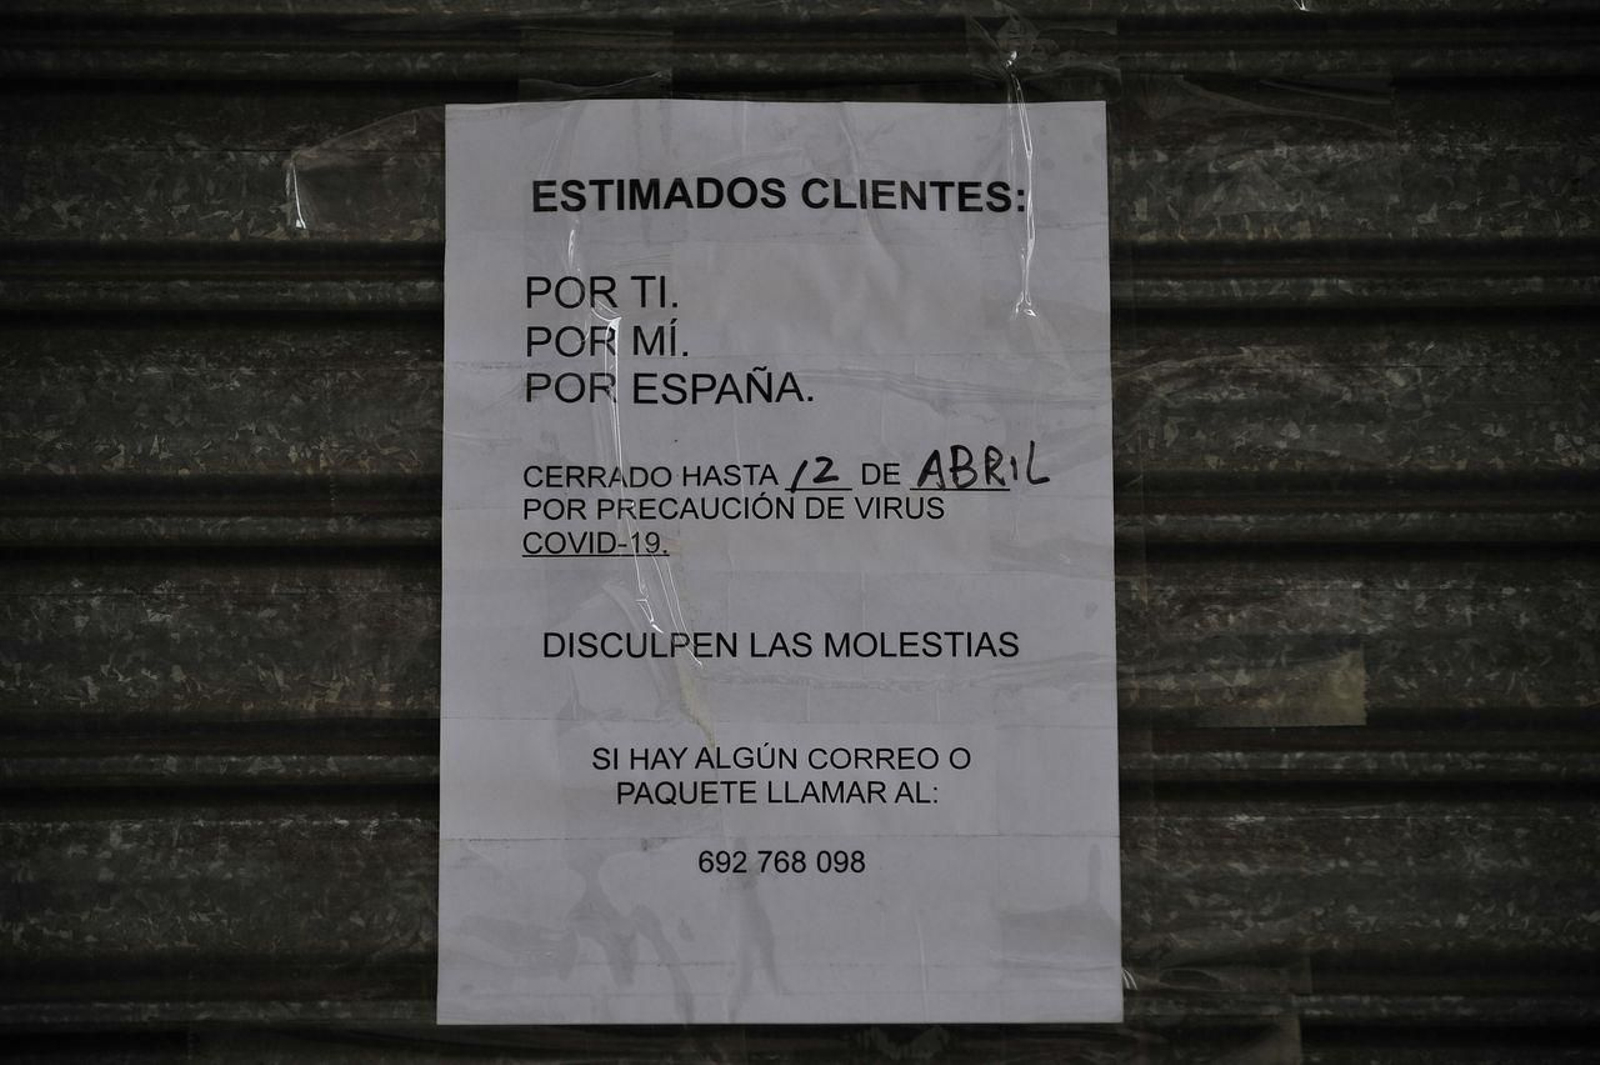 ESTIMADOS CLIENTES:
POR TI.
POR MÍ.
POR ESPAÑA.
CERRADO HASTA 12 DE ABRIL
POR PRECAUCIÓN DE VIRUS
COVID-19.
DISCULPEN LAS MOLESTIAS
SI HAY ALGÚN CORREO O
PAQUETE LLAMAR AL:
692 768 098